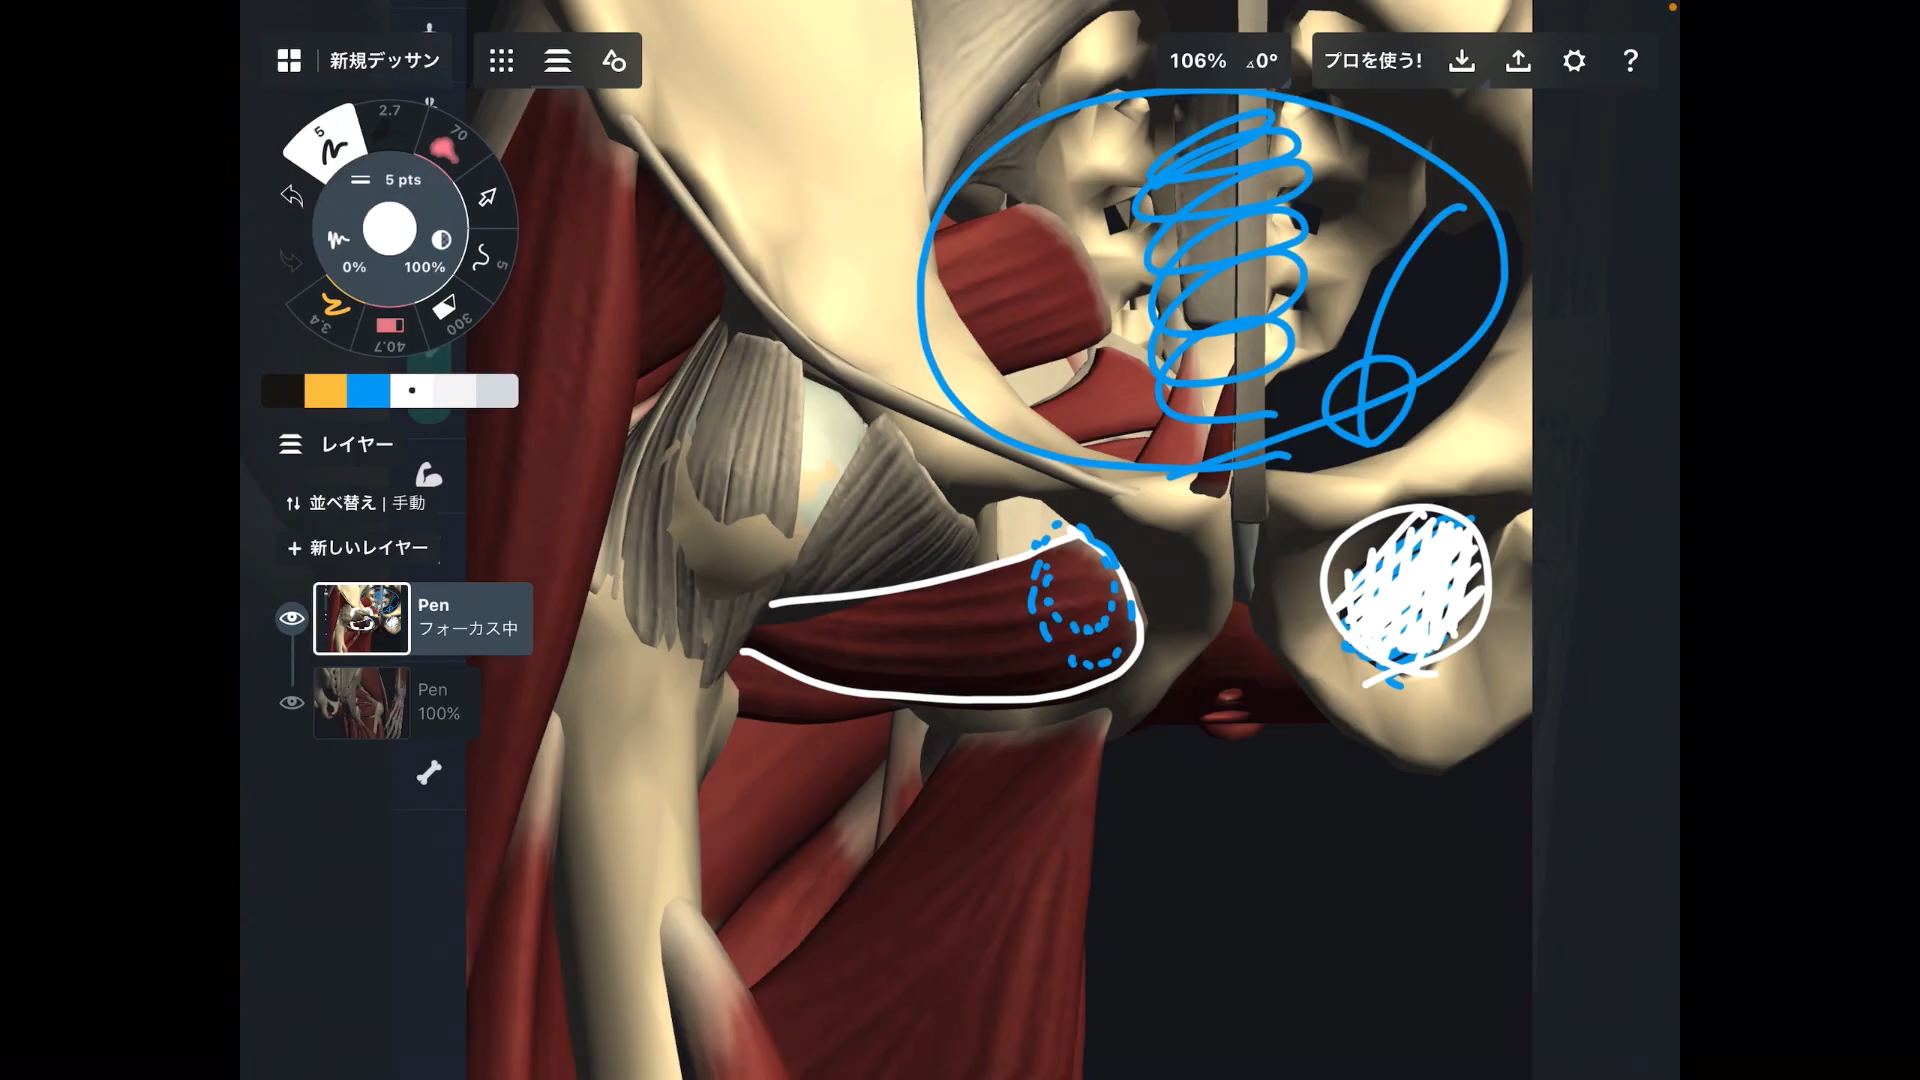 新規デッサン
106% ⊿0°
プロを使う!
?
2.7
5
70
5 pts
5
0% 100%
3.4
40.7
300
レイヤー
並べ替え | 手動
+ 新しいレイヤー
Pen
フォーカス中
Pen
100%